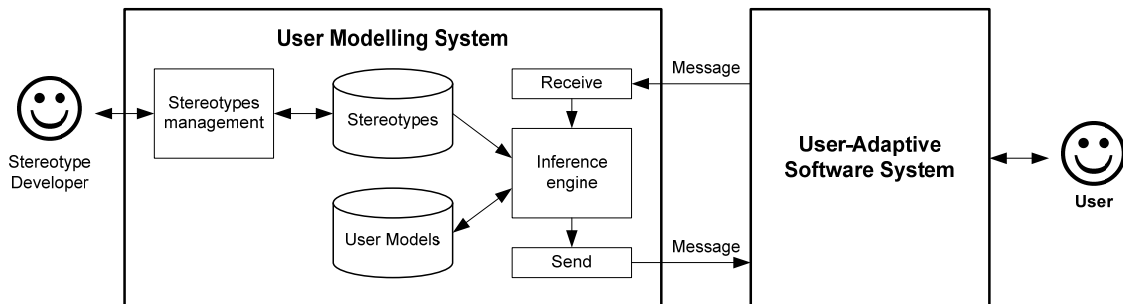 User Modelling System
Stereotype
Developer
Stereotypes
management
Stereotypes
User Models
Receive
Inference
engine
Send
Message
Message
User-Adaptive
Software System
User